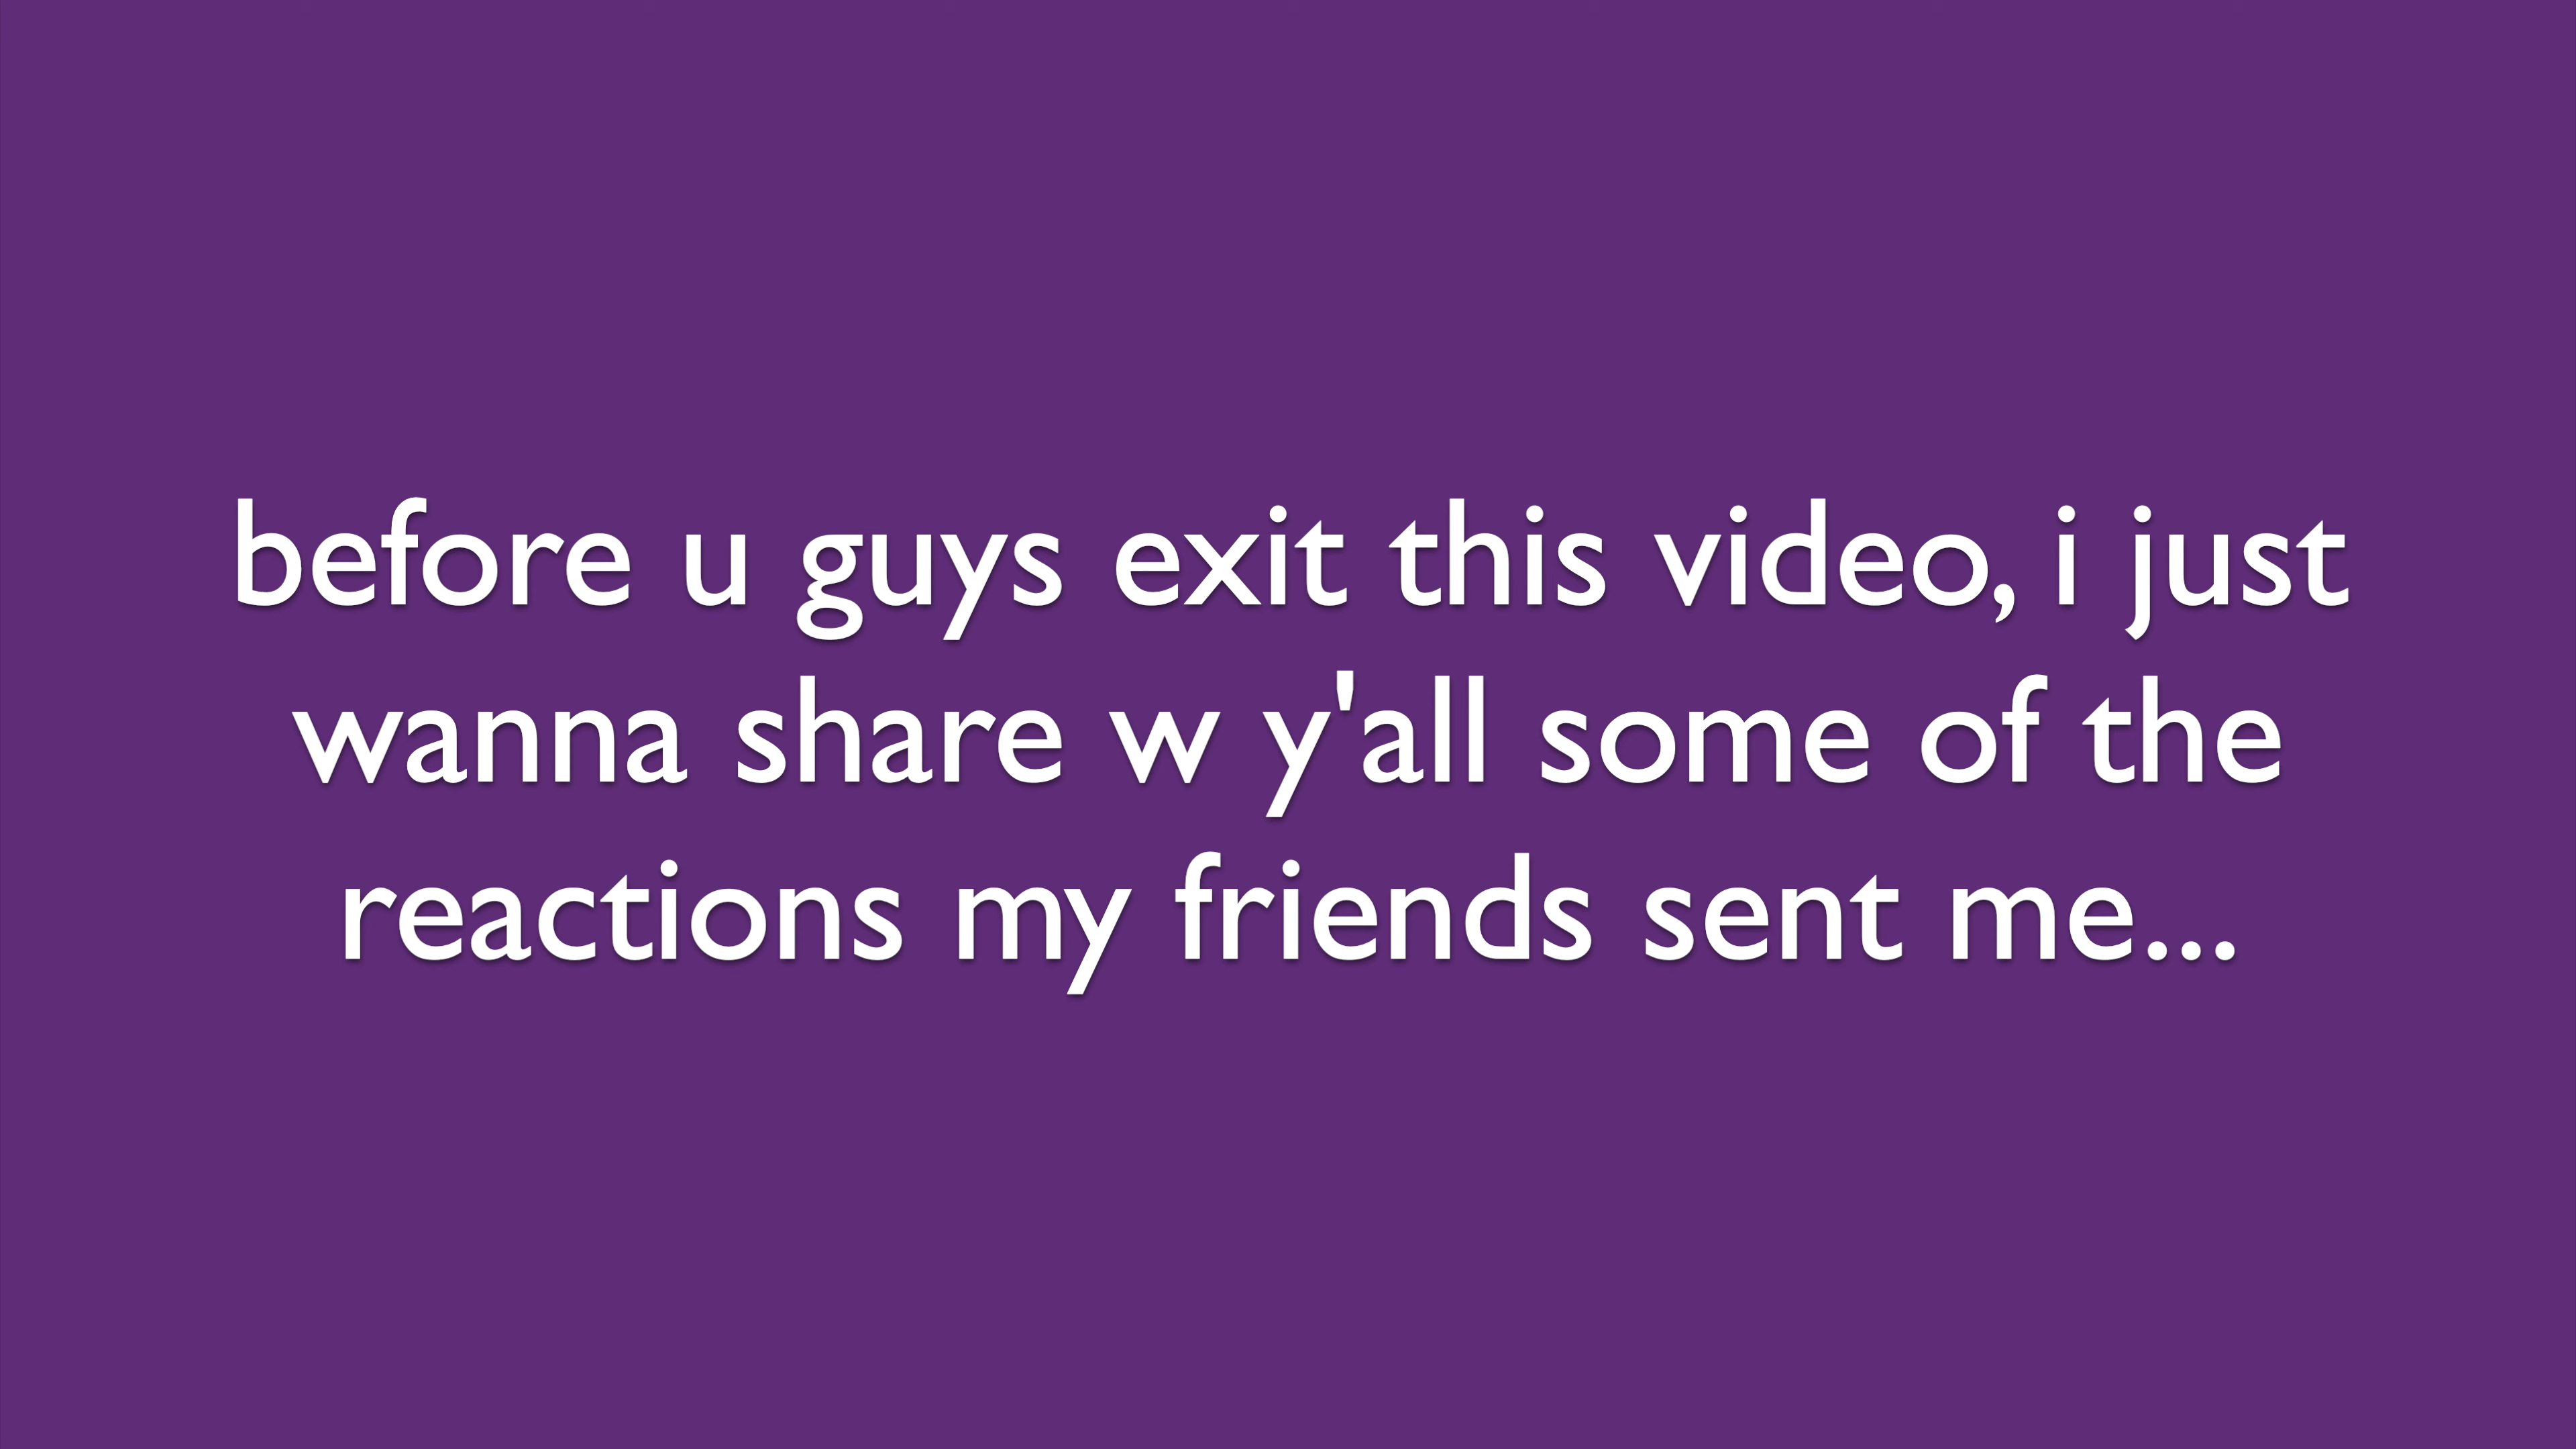 before u guys exit this video, i just
wanna share w y'all some of the
reactions my friends sent me...